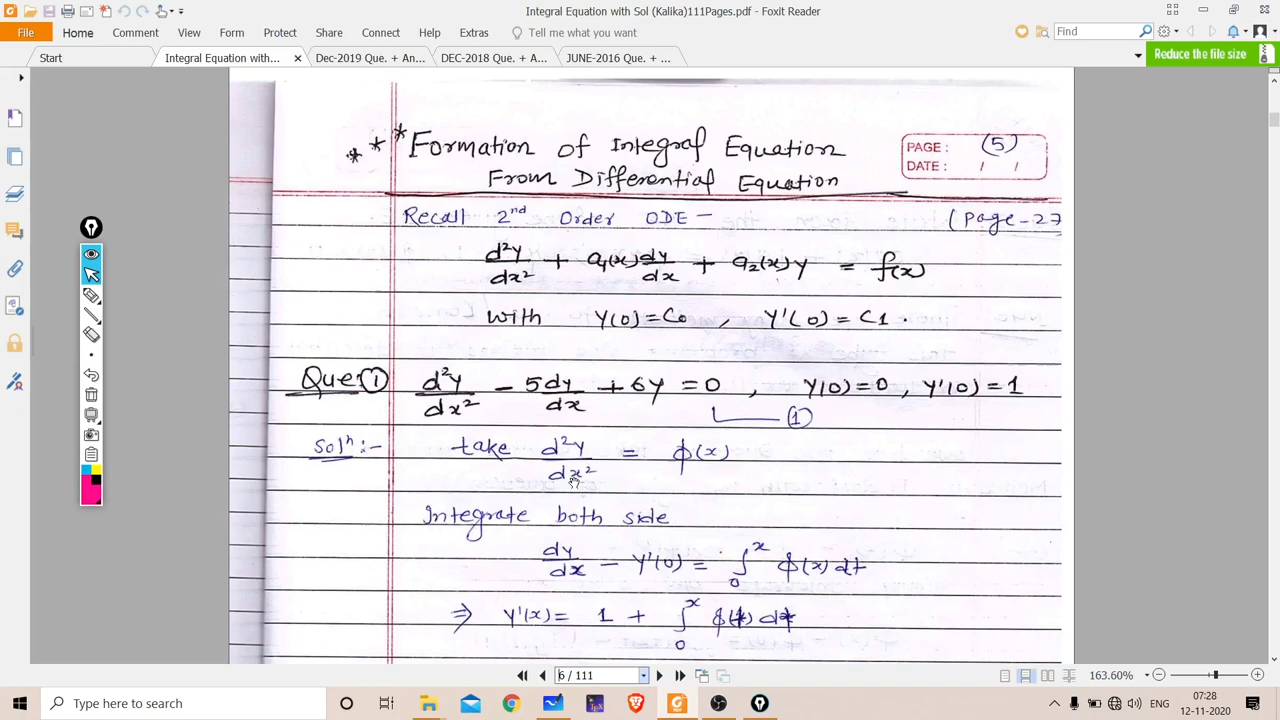 Integral Equation with Sol (Kalika)111Pages.pdf - Foxit Reader
File Home Comment View Form Protect Share Connect Help Extras Tell me what you want Find
Start Integral Equation with... Dec-2019 Que. + An... DEC-2018 Que. + A... JUNE-2016 Que. + ... Reduce the file size
*** Formation of Integral Equation
From Differential Equation
PAGE: (5)
DATE: / /
Recall 2nd Order ODE - (Page-27
d²y/dx² + a₁(x)dy/dx + a₂(x)y = f(x)
with Y(0)=C₀ , Y'(0)=C1 .
Que① d²y/dx² - 5dy/dx + 6y = 0 , Y(0)=0 , Y'(0)=1
①
Solⁿ:- take d²y/dx² = ϕ(x)
Integrate both side
dy/dx - Y'(0) = ∫₀ˣ ϕ(x) dt
⇒ Y'(x) = 1 + ∫₀ˣ ϕ(t) dt
6 / 111 163.60%
Type here to search ENG 07:28
12-11-2020